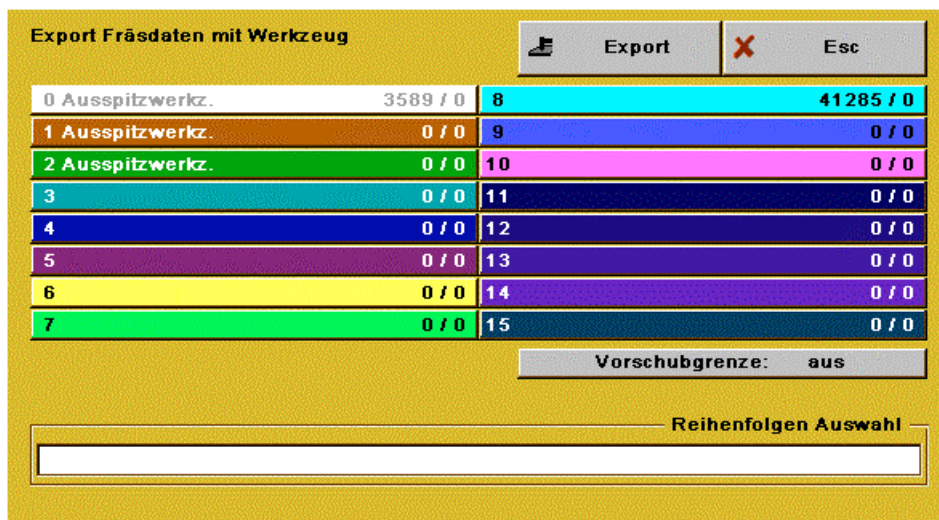 Export Fräsdaten mit Werkzeug
Export
Esc
0 Ausspitzwerkz. 3589 / 0
8 41285 / 0
1 Ausspitzwerkz. 0 / 0
9 0 / 0
2 Ausspitzwerkz. 0 / 0
10 0 / 0
3 0 / 0
11 0 / 0
4 0 / 0
12 0 / 0
5 0 / 0
13 0 / 0
6 0 / 0
14 0 / 0
7 0 / 0
15 0 / 0
Vorschubgrenze: aus
Reihenfolgen Auswahl